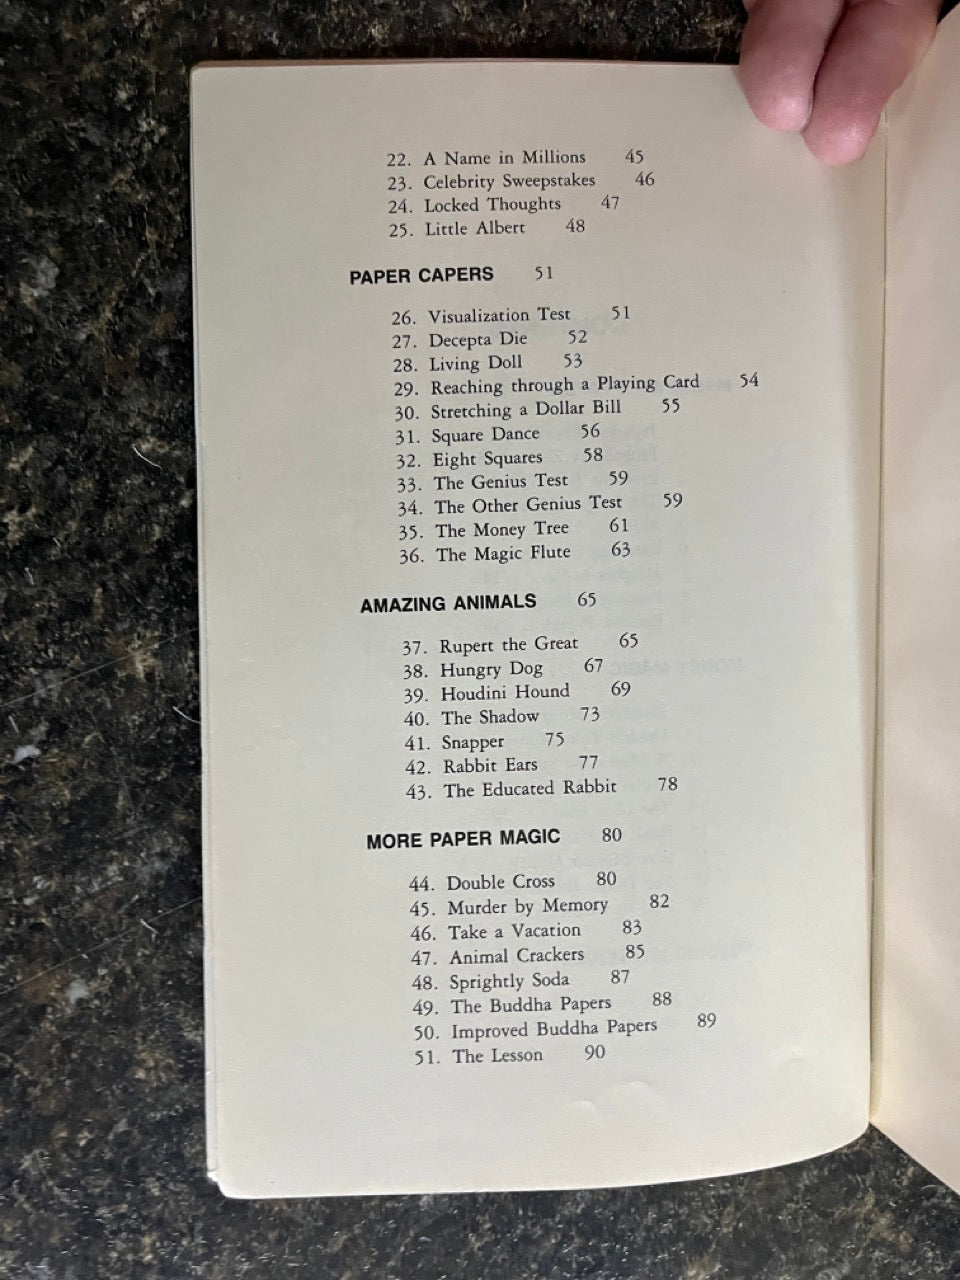 22. A Name in Millions 45
23. Celebrity Sweepstakes 46
24. Locked Thoughts 47
25. Little Albert 48
PAPER CAPERS 51
26. Visualization Test 51
27. Decepta Die 52
28. Living Doll 53
29. Reaching through a Playing Card 54
30. Stretching a Dollar Bill 55
31. Square Dance 56
32. Eight Squares 58
33. The Genius Test 59
34. The Other Genius Test 59
35. The Money Tree 61
36. The Magic Flute 63
AMAZING ANIMALS 65
37. Rupert the Great 65
38. Hungry Dog 67
39. Houdini Hound 69
40. The Shadow 73
41. Snapper 75
42. Rabbit Ears 77
43. The Educated Rabbit 78
MORE PAPER MAGIC 80
44. Double Cross 80
45. Murder by Memory 82
46. Take a Vacation 83
47. Animal Crackers 85
48. Sprightly Soda 87
49. The Buddha Papers 88
50. Improved Buddha Papers 89
51. The Lesson 90